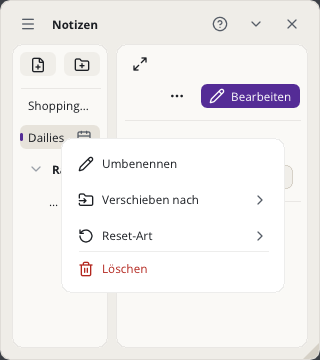 Notizen
Bearbeiten
Shopping...
Dailies
...
Umbenennen
Verschieben nach
Reset-Art
Löschen